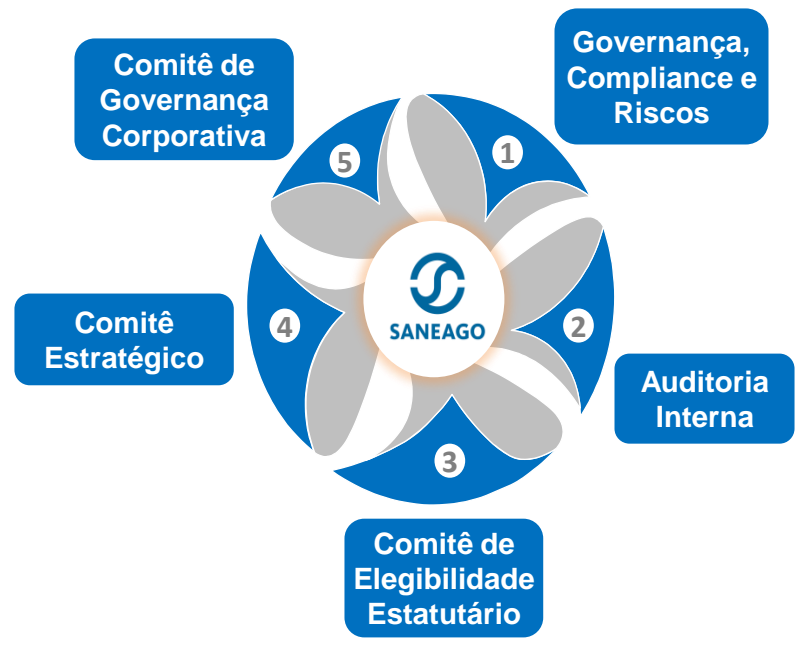 Governança,
Compliance e
Riscos
1
2
Auditoria
Interna
3
Comitê de
Elegibilidade
Estatutário
4
Comitê
Estratégico
5
Comitê de
Governança
Corporativa
SANEAGO